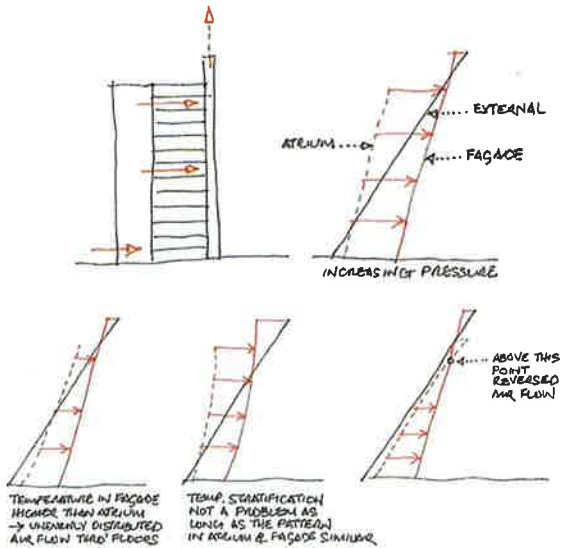 EXTERNAL
ATRIUM
FAÇADE
INCREASING PRESSURE
ABOVE THIS
POINT
REVERSED
AIR FLOW
TEMPERATURE IN FAÇADE
HIGHER THAN ATRIUM
→ UNEVENLY DISTRIBUTED
AIR FLOW THRO' FLOORS
TEMP. STRATIFICATION
NOT A PROBLEM AS
LONG AS THE PATTERN
IN ATRIUM & FAÇADE SIMILAR